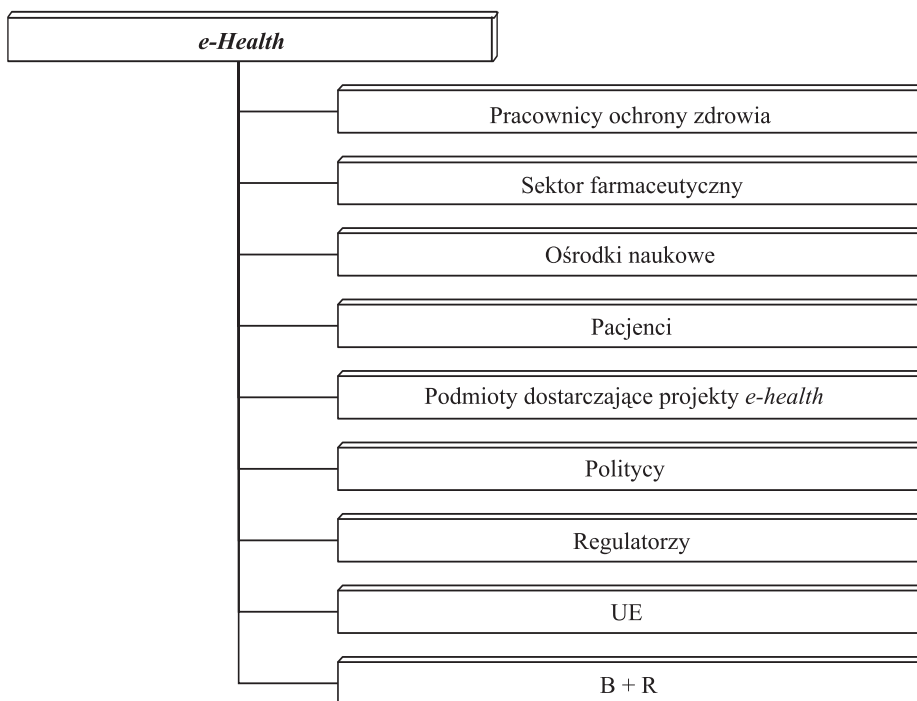 e-Health
Pracownicy ochrony zdrowia
Sektor farmaceutyczny
Ośrodki naukowe
Pacjenci
Podmioty dostarczające projekty e-health
Politycy
Regulatorzy
UE
B + R